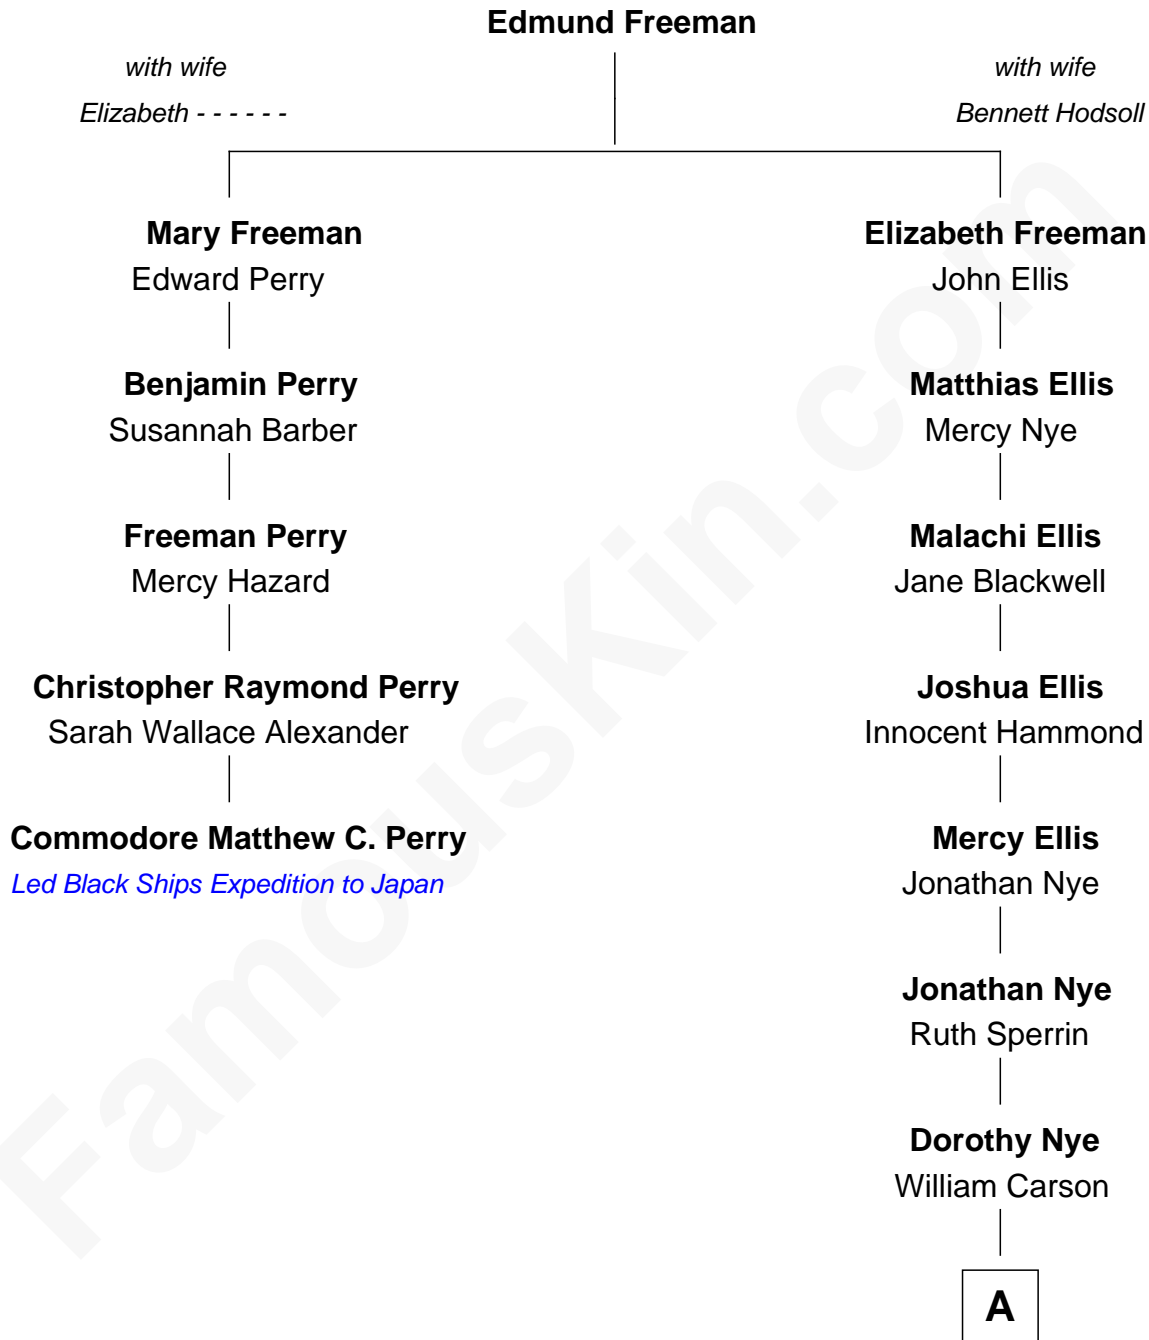 Edmund Freeman
with wife
Elizabeth - - - - - -
with wife
Bennett Hodsoll
Mary Freeman
Edward Perry
Elizabeth Freeman
John Ellis
Benjamin Perry
Susannah Barber
Matthias Ellis
Mercy Nye
Freeman Perry
Mercy Hazard
Malachi Ellis
Jane Blackwell
Christopher Raymond Perry
Sarah Wallace Alexander
Joshua Ellis
Innocent Hammond
Commodore Matthew C. Perry
Led Black Ships Expedition to Japan
Mercy Ellis
Jonathan Nye
Jonathan Nye
Ruth Sperrin
Dorothy Nye
William Carson
A
FamousKin.com